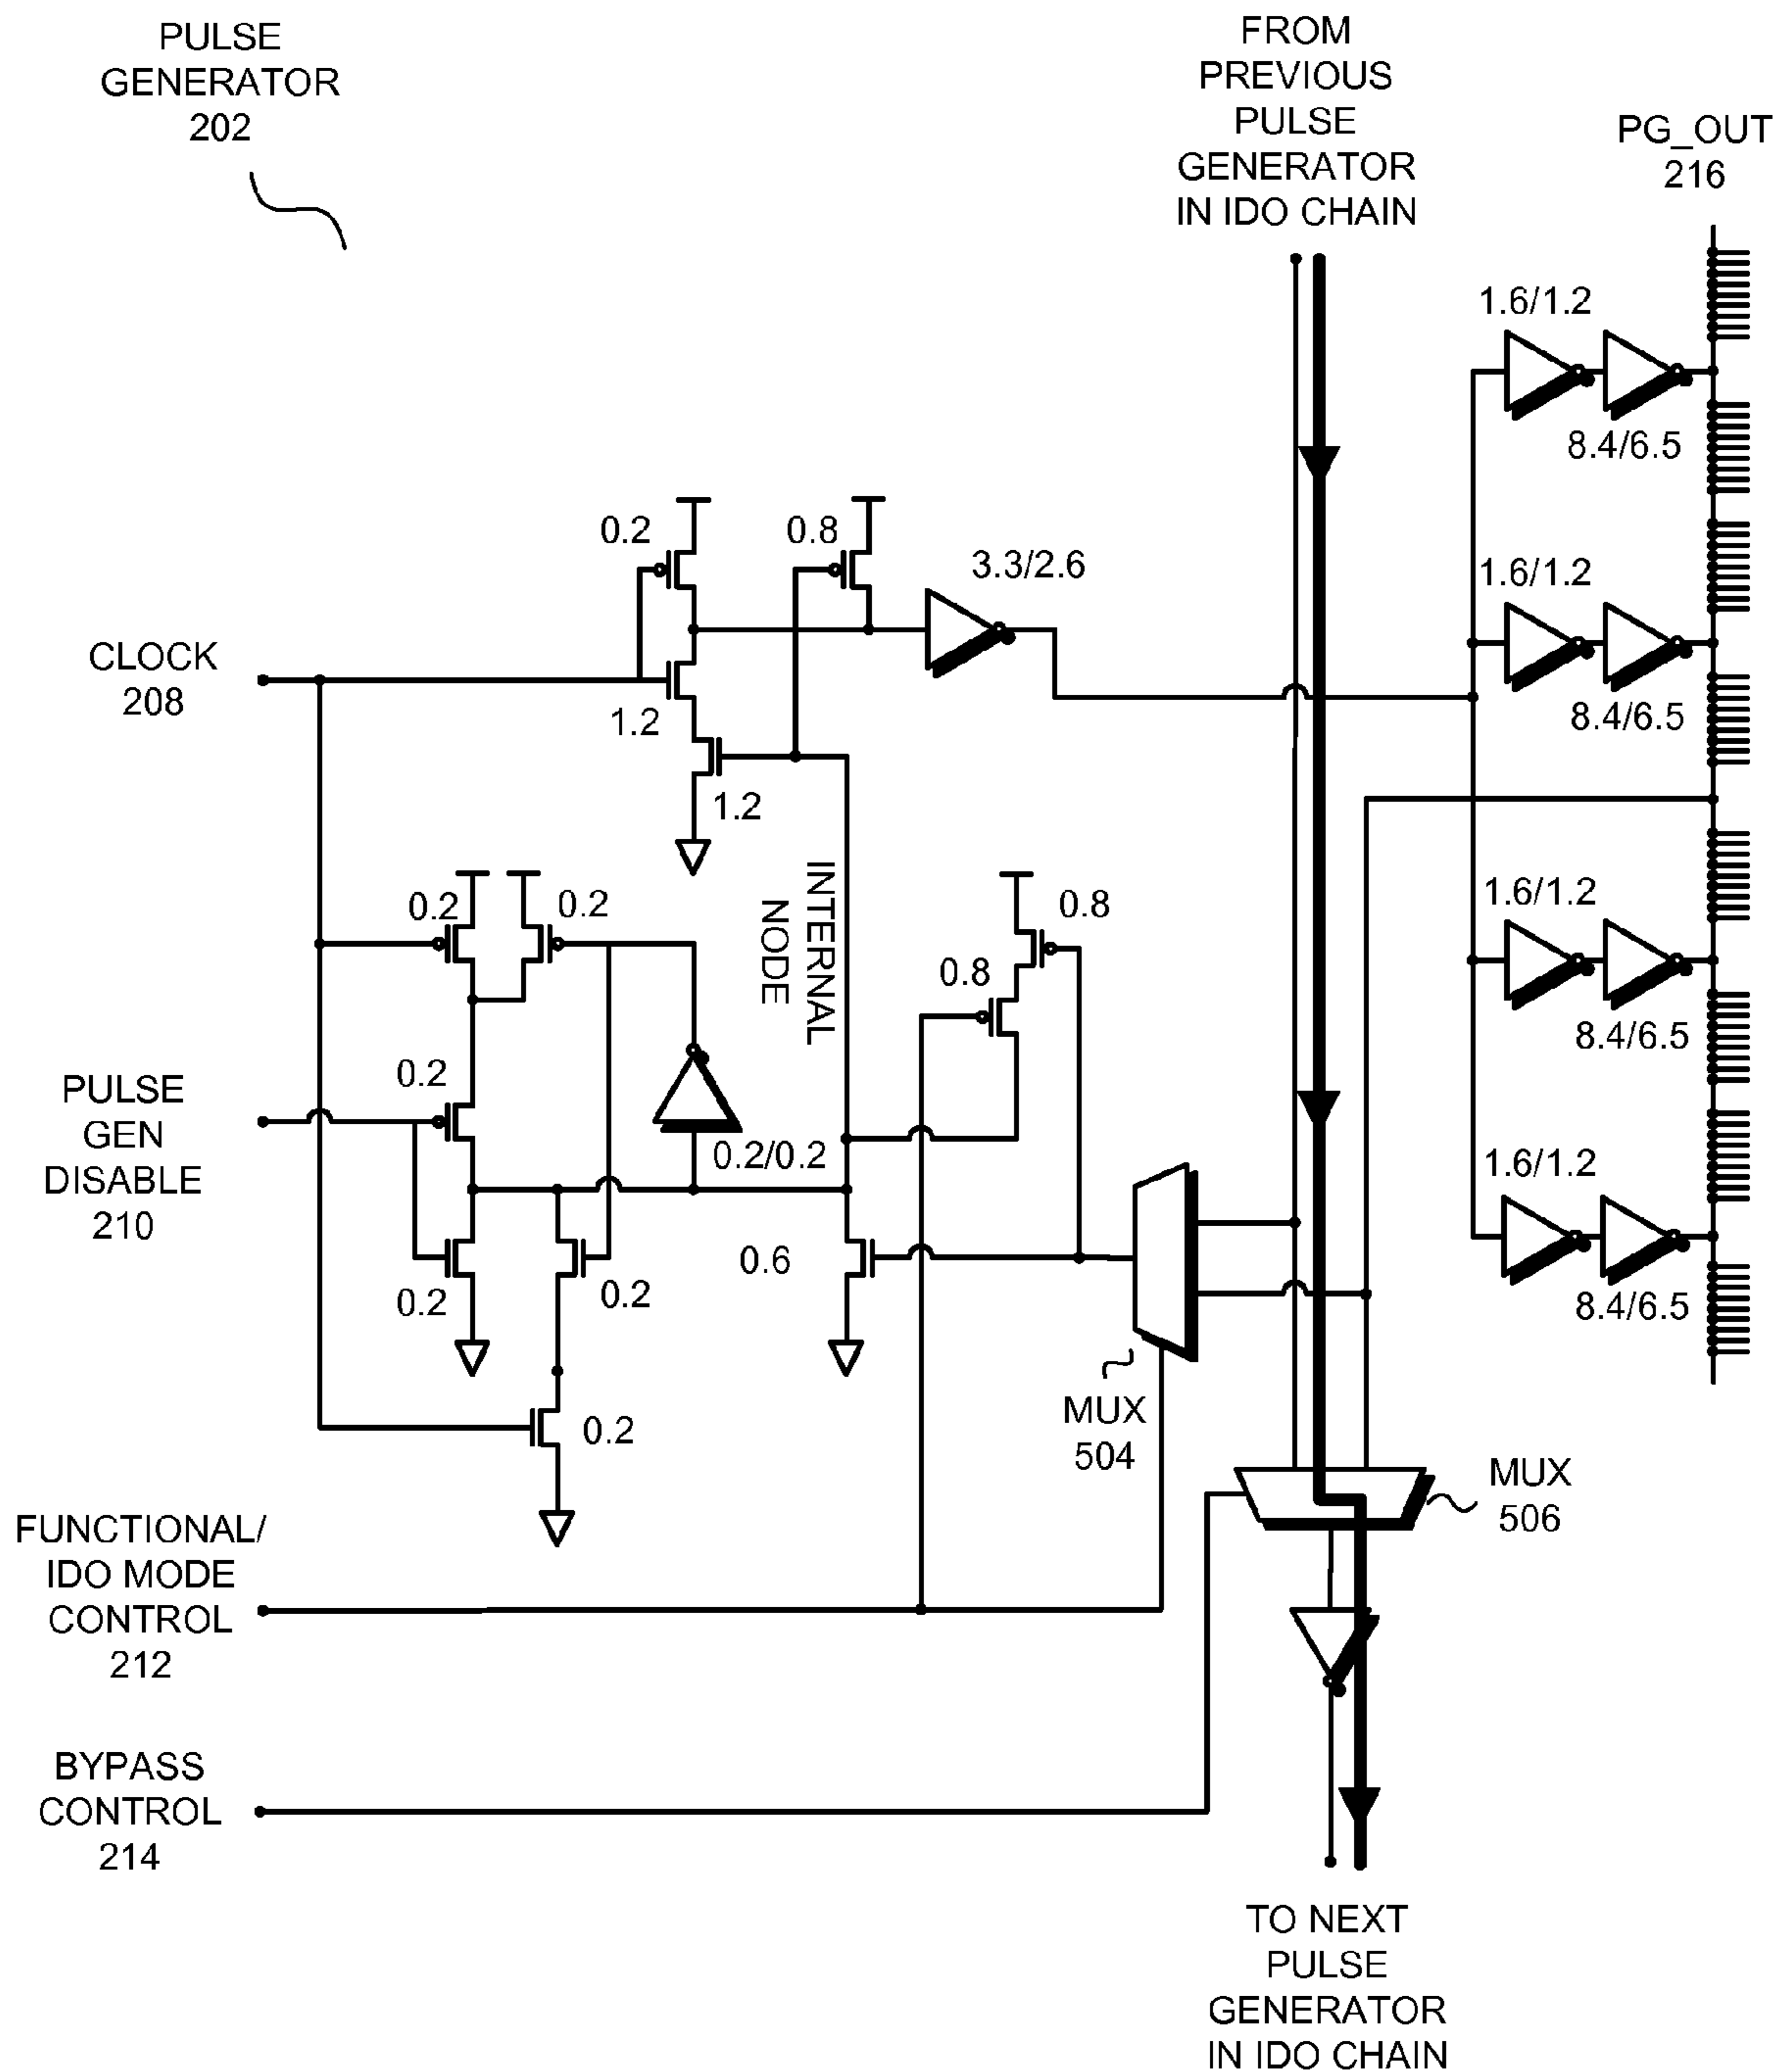 PULSE
GENERATOR
202
FROM
PREVIOUS
PULSE
GENERATOR
IN IDO CHAIN
PG_OUT
216
1.6/1.2
8.4/6.5
0.2
0.8
3.3/2.6
1.6/1.2
8.4/6.5
CLOCK
208
1.2
1.2
INTERNAL
NODE
0.2
0.2
0.8
0.8
1.6/1.2
8.4/6.5
0.2
PULSE
GEN
DISABLE
210
0.2/0.2
0.6
0.2
0.2
1.6/1.2
8.4/6.5
MUX
504
0.2
MUX
506
FUNCTIONAL/
IDO MODE
CONTROL
212
BYPASS
CONTROL
214
TO NEXT
PULSE
GENERATOR
IN IDO CHAIN